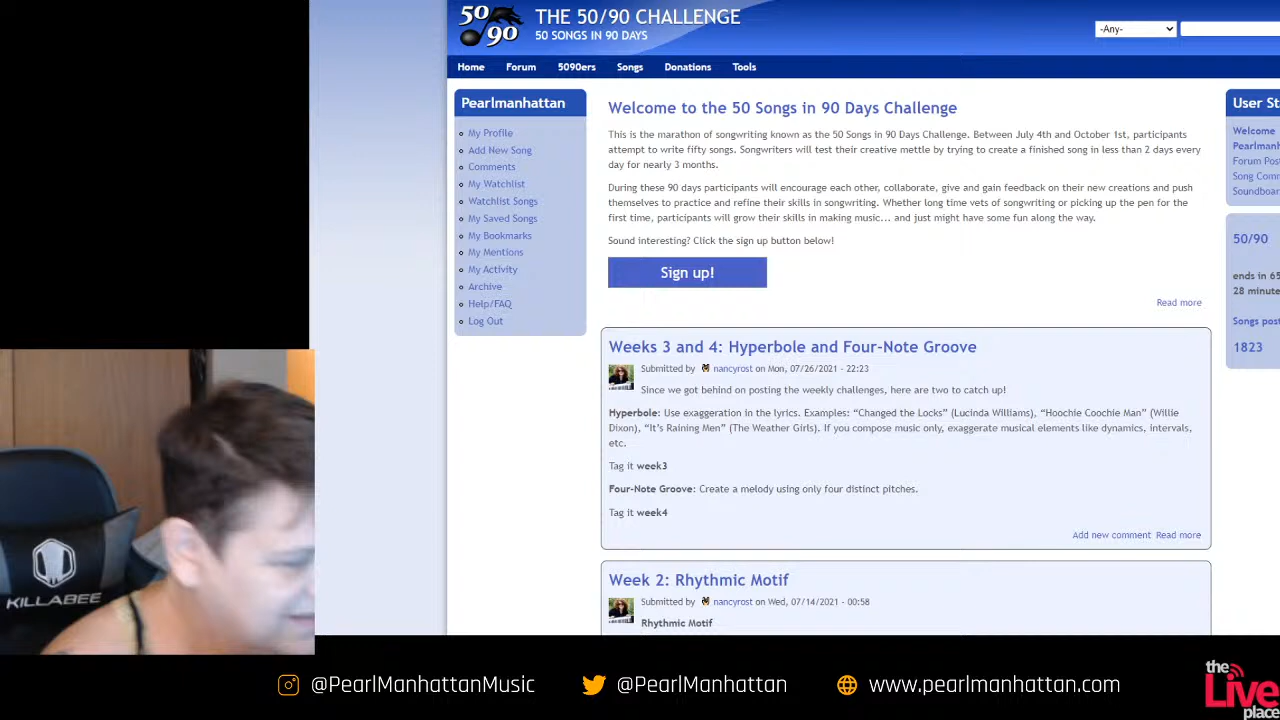 50
90
THE 50/90 CHALLENGE
50 SONGS IN 90 DAYS
-Any-
Home Forum 5090ers Songs Donations Tools
Pearlmanhattan
My Profile
Add New Song
Comments
My Watchlist
Watchlist Songs
My Saved Songs
My Bookmarks
My Mentions
My Activity
Archive
Help/FAQ
Log Out
Welcome to the 50 Songs in 90 Days Challenge
This is the marathon of songwriting known as the 50 Songs in 90 Days Challenge. Between July 4th and October 1st, participants
attempt to write fifty songs. Songwriters will test their creative mettle by trying to create a finished song in less than 2 days every
day for nearly 3 months.
During these 90 days participants will encourage each other, collaborate, give and gain feedback on their new creations and push
themselves to practice and refine their skills in songwriting. Whether long time vets of songwriting or picking up the pen for the
first time, participants will grow their skills in making music... and just might have some fun along the way.
Sound interesting? Click the sign up button below!
Sign up!
Read more
Weeks 3 and 4: Hyperbole and Four-Note Groove
Submitted by nancyrost on Mon, 07/26/2021 - 22:23
Since we got behind on posting the weekly challenges, here are two to catch up!
Hyperbole: Use exaggeration in the lyrics. Examples: “Changed the Locks” (Lucinda Williams), “Hoochie Coochie Man” (Willie
Dixon), “It’s Raining Men” (The Weather Girls). If you compose music only, exaggerate musical elements like dynamics, intervals,
etc.
Tag it week3
Four-Note Groove: Create a melody using only four distinct pitches.
Tag it week4
Add new comment Read more
Week 2: Rhythmic Motif
Submitted by nancyrost on Wed, 07/14/2021 - 00:58
Rhythmic Motif
User St
Welcome
Pearlmanh
Forum Pos
Song Com
Soundboar
50/90
ends in 65
28 minute
Songs post
1823
KILLABEE
@PearlManhattanMusic @PearlManhattan www.pearlmanhattan.com
the
Live
place